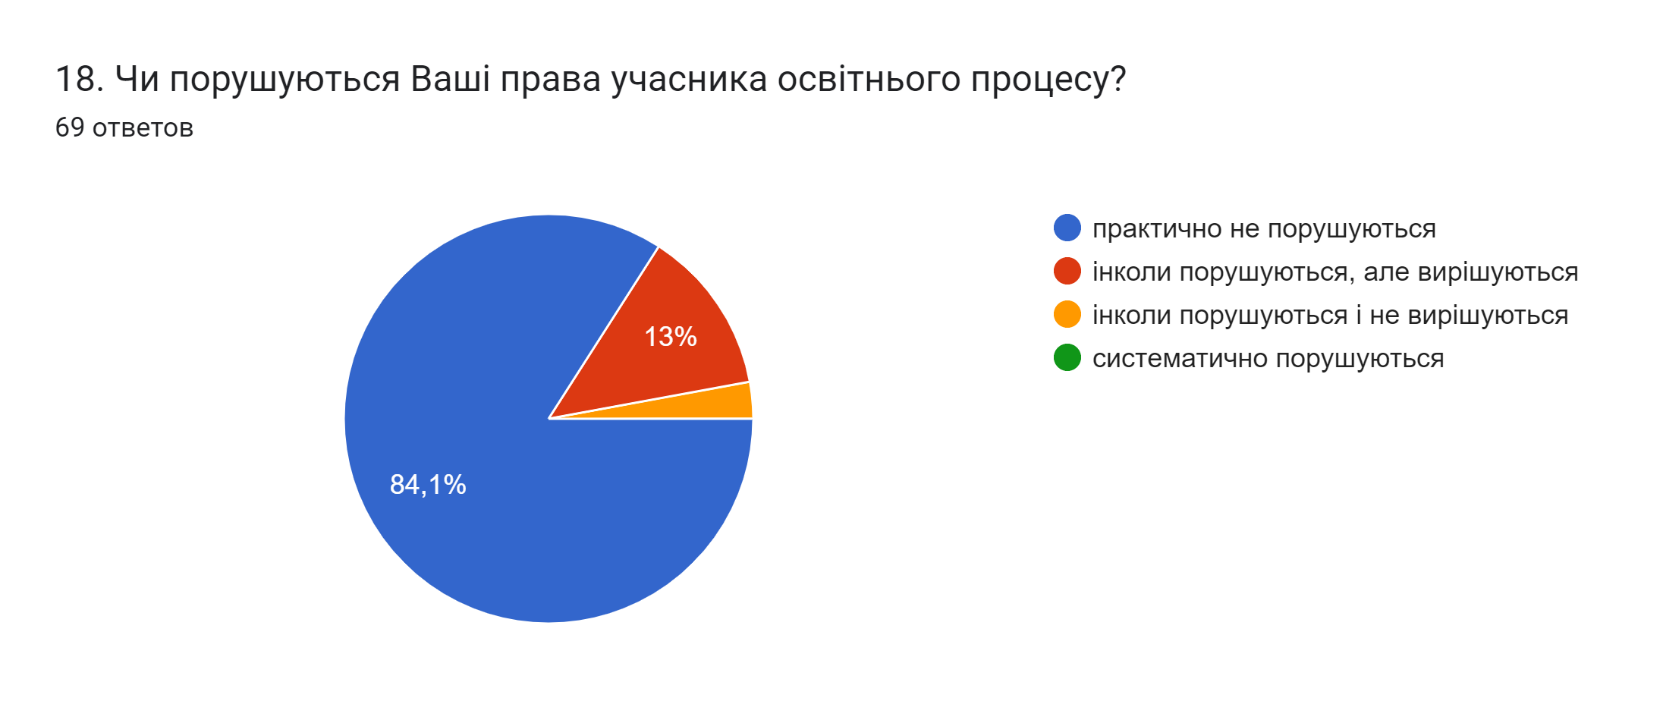 18. Чи порушуються Ваші права учасника освітнього процесу?
69 ответов
практично не порушуються
інколи порушуються, але вирішуються
інколи порушуються і не вирішуються
систематично порушуються
13%
84,1%